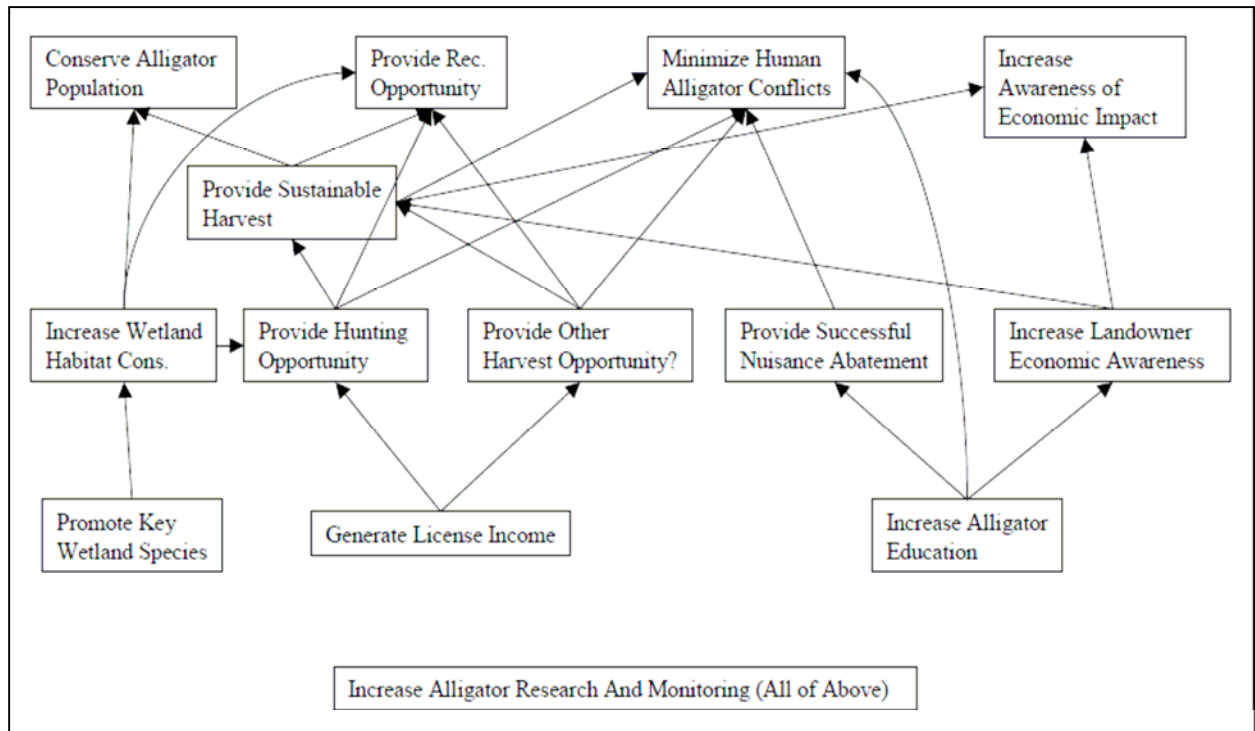 Conserve Alligator
Population
Provide Rec.
Opportunity
Minimize Human
Alligator Conflicts
Increase
Awareness of
Economic Impact
Provide Sustainable
Harvest
Increase Wetland
Habitat Cons.
Provide Hunting
Opportunity
Provide Other
Harvest Opportunity?
Provide Successful
Nuisance Abatement
Increase Landowner
Economic Awareness
Promote Key
Wetland Species
Generate License Income
Increase Alligator
Education
Increase Alligator Research And Monitoring (All of Above)